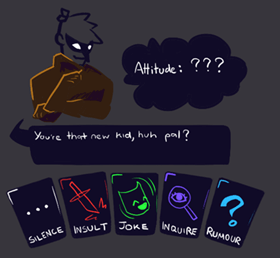 Attitude: ???
You're that new kid, huh pal?
...
SILENCE
INSULT
JOKE
INQUIRE
?
RUMOUR